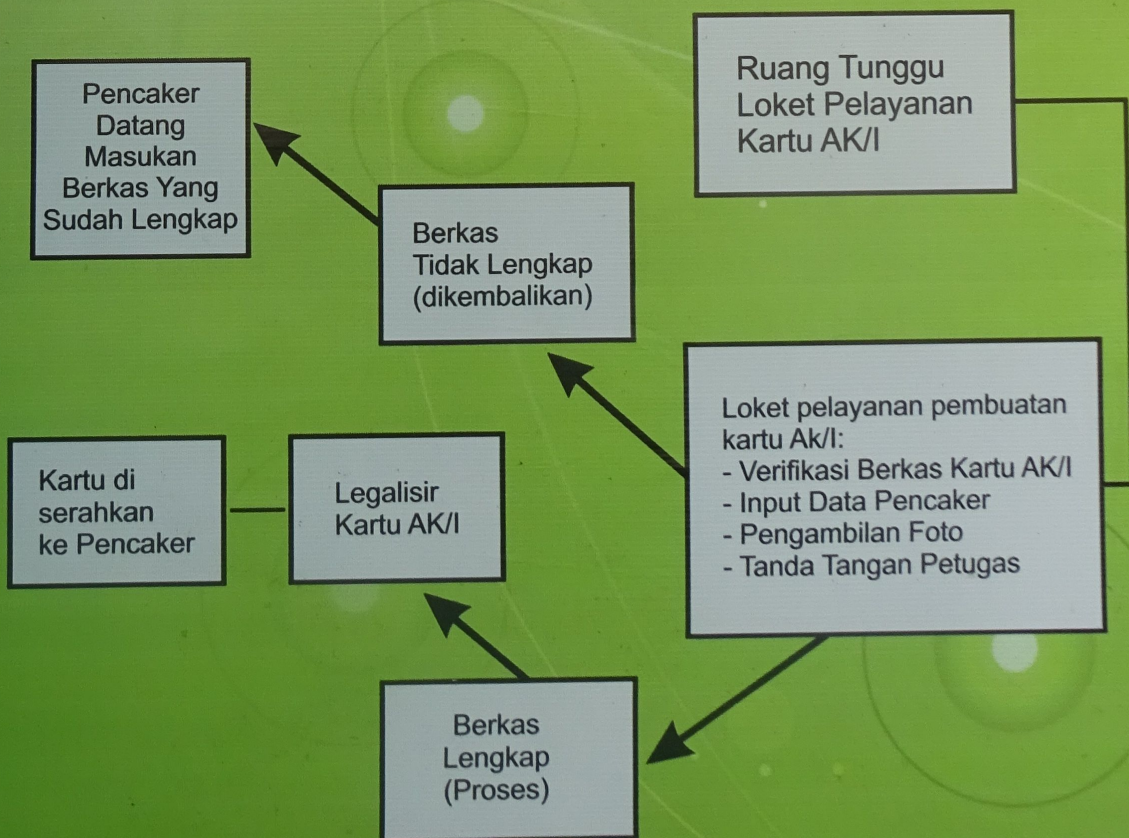 Pencaker
Datang
Masukan
Berkas Yang
Sudah Lengkap
Ruang Tunggu
Loket Pelayanan
Kartu AK/I
Berkas
Tidak Lengkap
(dikembalikan)
Loket pelayanan pembuatan
kartu Ak/I:
- Verifikasi Berkas Kartu AK/I
- Input Data Pencaker
- Pengambilan Foto
- Tanda Tangan Petugas
Kartu di
serahkan
ke Pencaker
Legalisir
Kartu AK/I
Berkas
Lengkap
(Proses)